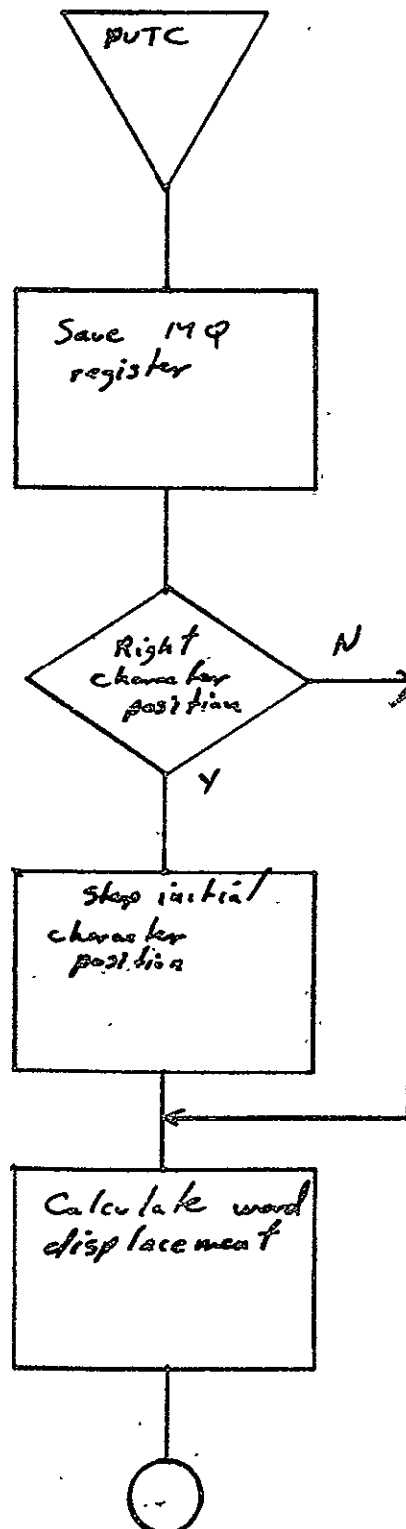 PUTC
Save MQ
register
Right
character
position
N
Y
Step initial
character
position
Calculate word
displacement